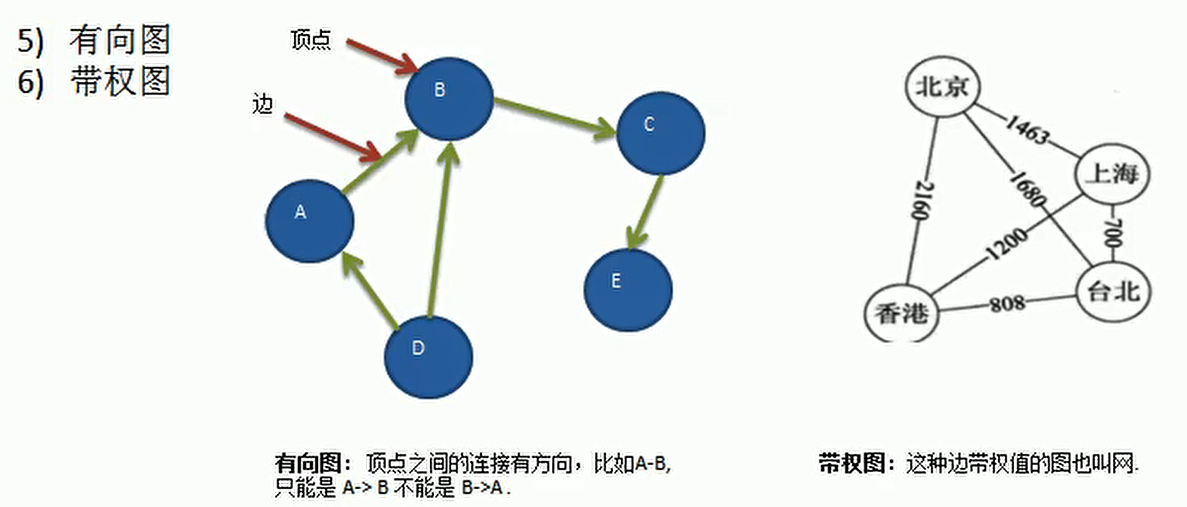 5) 有向图
6) 带权图
顶点
边
B
C
A
E
D
北京
1463
上海
2160
1680
700
1200
台北
香港
808
有向图：顶点之间的连接有方向，比如A-B,
只能是 A-> B 不能是 B->A .
带权图：这种边带权值的图也叫网.